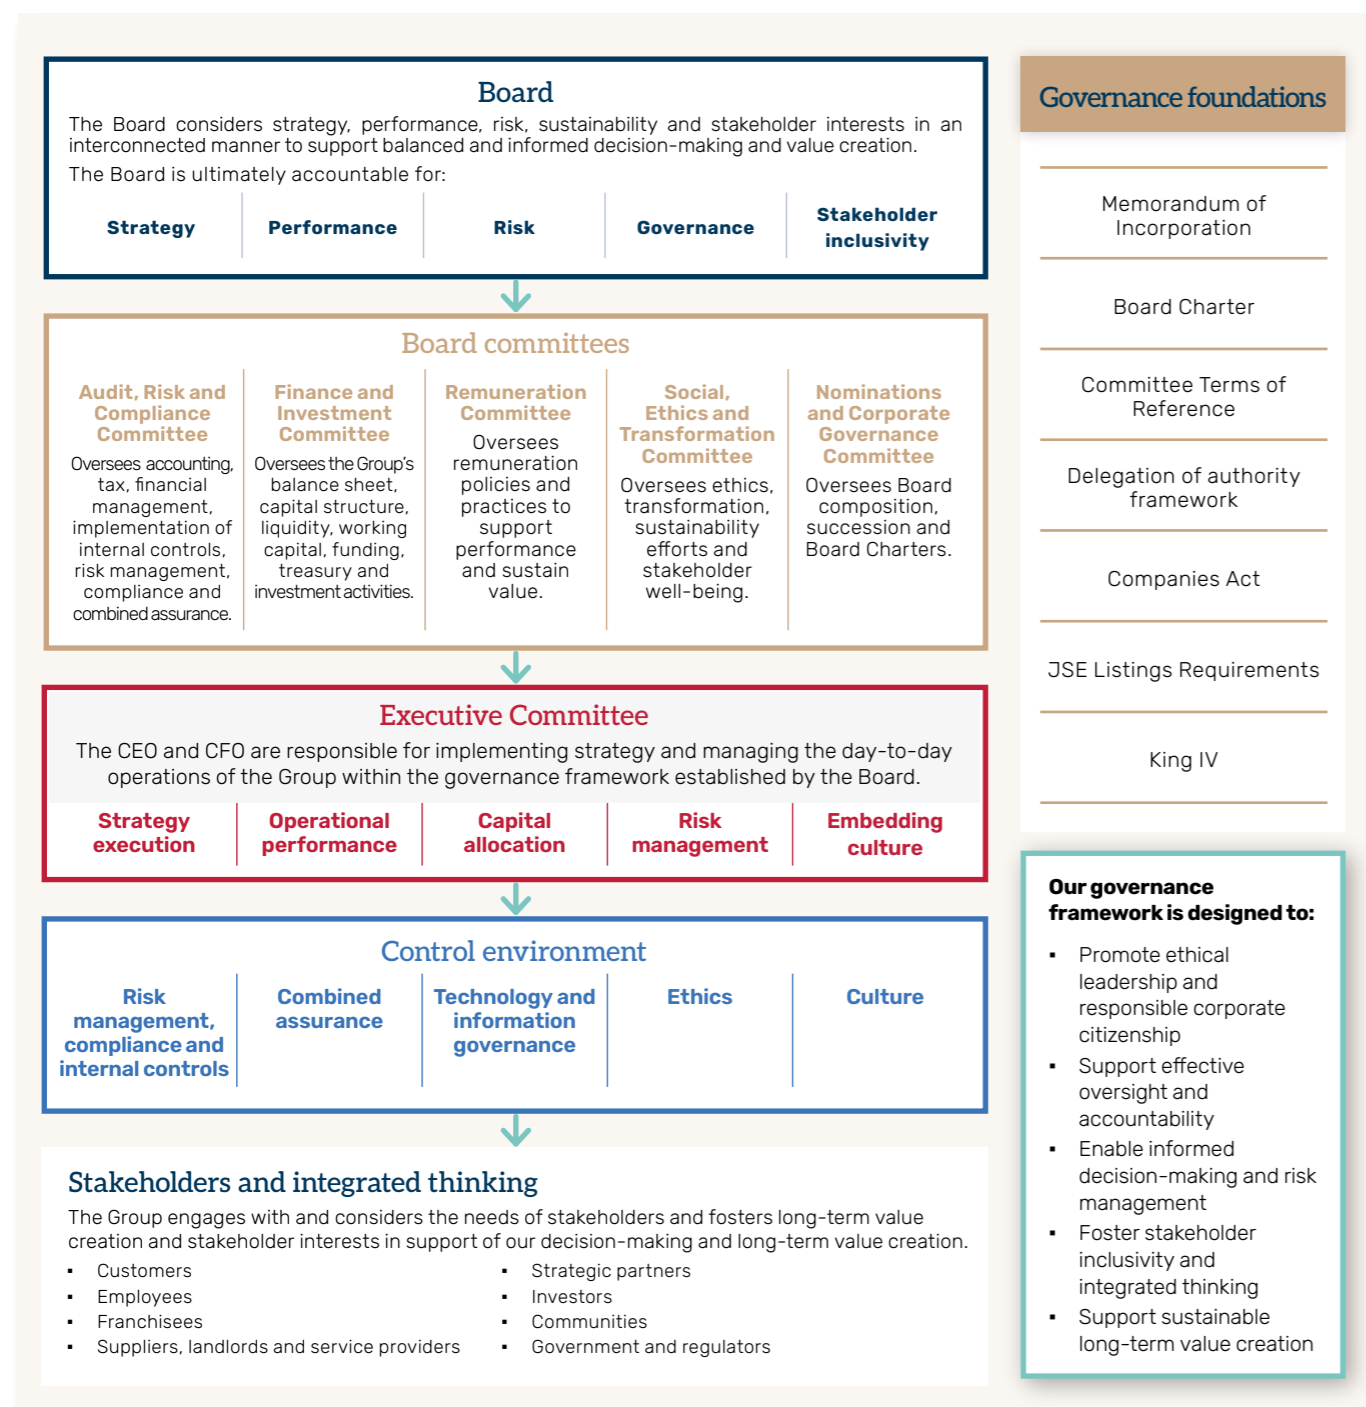 Board
The Board considers strategy, performance, risk, sustainability and stakeholder interests in an
interconnected manner to support balanced and informed decision-making and value creation.
The Board is ultimately accountable for:
Strategy
Performance
Risk
Governance
Stakeholder
inclusivity
Board committees
Audit, Risk and
Compliance
Committee
Oversees accounting,
tax, financial
management,
implementation of
internal controls,
risk management,
compliance and
combined assurance.
Finance and
Investment
Committee
Oversees the Group's
balance sheet,
capital structure,
liquidity, working
capital, funding,
treasury and
investment activities.
Remuneration
Committee
Oversees
remuneration
policies and
practices to
support
performance
and sustain
value.
Social,
Ethics and
Transformation
Committee
Oversees ethics,
transformation,
sustainability
efforts and
stakeholder
well-being.
Nominations
and Corporate
Governance
Committee
Oversees Board
composition,
succession and
Board Charters.
Executive Committee
The CEO and CFO are responsible for implementing strategy and managing the day-to-day
operations of the Group within the governance framework established by the Board.
Strategy
execution
Operational
performance
Capital
allocation
Risk
management
Embedding
culture
Control environment
Risk
management,
compliance and
internal controls
Combined
assurance
Technology and
information
governance
Ethics
Culture
Stakeholders and integrated thinking
The Group engages with and considers the needs of stakeholders and fosters long-term value
creation and stakeholder interests in support of our decision-making and long-term value creation.
▪ Customers
▪ Employees
▪ Franchisees
▪ Suppliers, landlords and service providers
▪ Strategic partners
▪ Investors
▪ Communities
▪ Government and regulators
Governance foundations
Memorandum of
Incorporation
Board Charter
Committee Terms of
Reference
Delegation of authority
framework
Companies Act
JSE Listings Requirements
King IV
Our governance
framework is designed to:
▪ Promote ethical
leadership and
responsible corporate
citizenship
▪ Support effective
oversight and
accountability
▪ Enable informed
decision-making and risk
management
▪ Foster stakeholder
inclusivity and
integrated thinking
▪ Support sustainable
long-term value creation